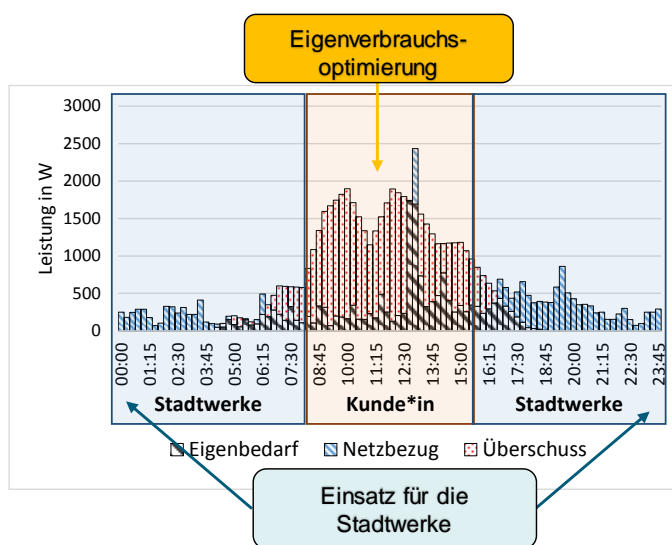 Eigenverbrauchs-
optimierung
Leistung in W
3000
2500
2000
1500
1000
500
0
00:00
01:15
02:30
03:45
05:00
06:15
07:30
08:45
10:00
11:15
12:30
13:45
15:00
16:15
17:30
18:45
20:00
21:15
22:30
23:45
Stadtwerke
Kunde*in
Stadtwerke
Eigenbedarf
Netzbezug
Überschuss
Einsatz für die
Stadtwerke